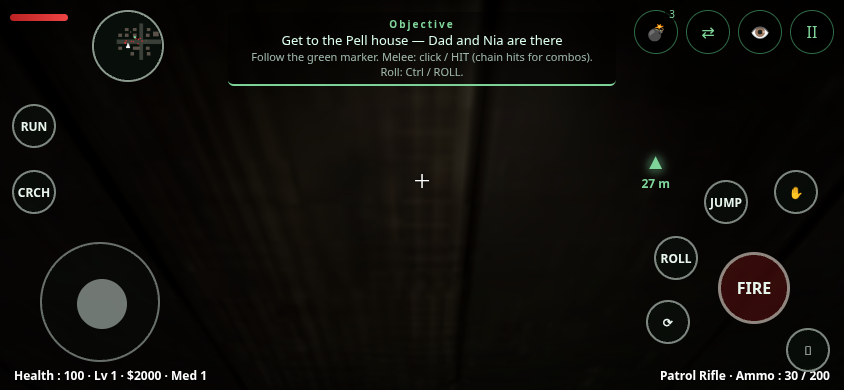 Objective
Get to the Pell house — Dad and Nia are there
Follow the green marker. Melee: click / HIT (chain hits for combos).
Roll: Ctrl / ROLL.
3
II
RUN
CRCH
27 m
JUMP
ROLL
FIRE
Health : 100 · Lv 1 · $2000 · Med 1
Patrol Rifle · Ammo : 30 / 200